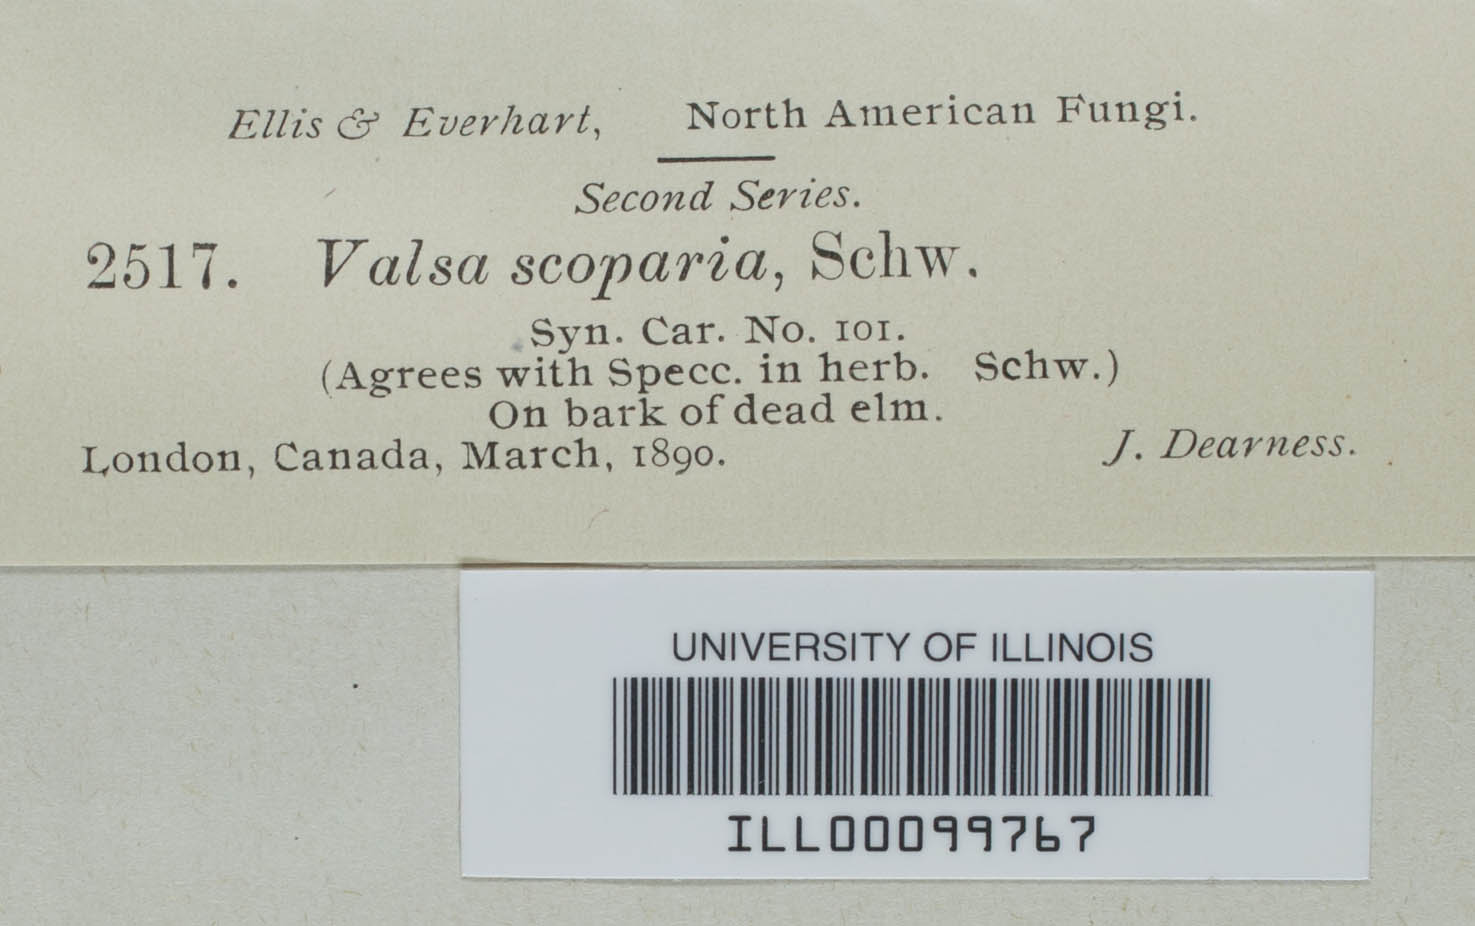 Ellis & Everhart, North American Fungi.
Second Series.
2517. Valsa scoparia, Schw.
Syn. Car. No. 101.
(Agrees with Specc. in herb. Schw.)
On bark of dead elm.
London, Canada, March, 1890. J. Dearness.
UNIVERSITY OF ILLINOIS
ILL00099767